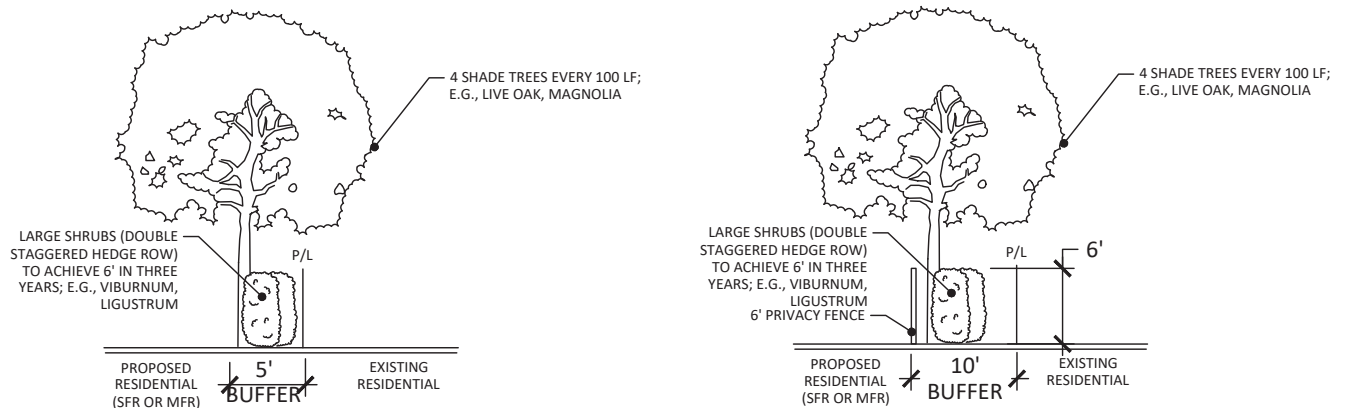 4 SHADE TREES EVERY 100 LF;
E.G., LIVE OAK, MAGNOLIA
LARGE SHRUBS (DOUBLE
STAGGERED HEDGE ROW)
TO ACHIEVE 6' IN THREE
YEARS; E.G., VIBURNUM,
LIGUSTRUM
P/L
PROPOSED
RESIDENTIAL
(SFR OR MFR)
5'
BUFFER
EXISTING
RESIDENTIAL
4 SHADE TREES EVERY 100 LF;
E.G., LIVE OAK, MAGNOLIA
LARGE SHRUBS (DOUBLE
STAGGERED HEDGE ROW)
TO ACHIEVE 6' IN THREE
YEARS; E.G., VIBURNUM,
LIGUSTRUM
6' PRIVACY FENCE
P/L
6'
PROPOSED
RESIDENTIAL
(SFR OR MFR)
10'
BUFFER
EXISTING
RESIDENTIAL